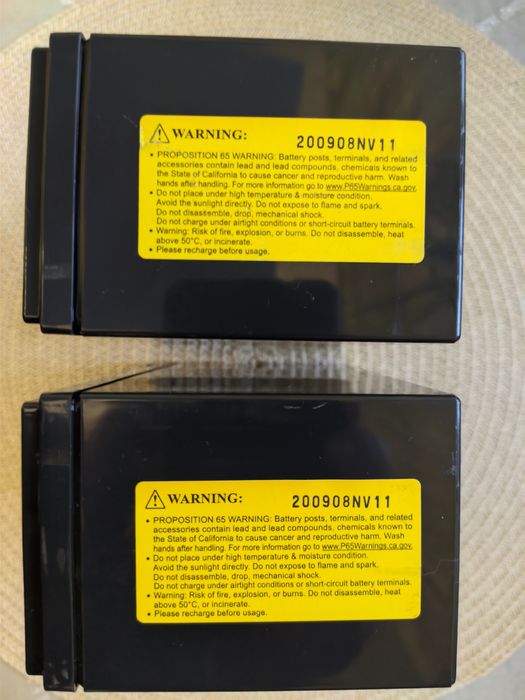 WARNING: 200908NV11
• PROPOSITION 65 WARNING: Battery posts, terminals, and related
accessories contain lead and lead compounds, chemicals known to
the State of California to cause cancer and reproductive harm. Wash
hands after handling. For more information go to www.P65Warnings.ca.gov.
• Do not place under high temperature & moisture condition.
Avoid the sunlight directly. Do not expose to flame and spark.
Do not disassemble, drop, mechanical shock.
Do not charge under airtight conditions or short-circuit battery terminals.
• Warning: Risk of fire, explosion, or burns. Do not disassemble, heat
above 50°C, or incinerate.
• Please recharge before usage.
WARNING: 200908NV11
• PROPOSITION 65 WARNING: Battery posts, terminals, and related
accessories contain lead and lead compounds, chemicals known to
the State of California to cause cancer and reproductive harm. Wash
hands after handling. For more information go to www.P65Warnings.ca.gov.
• Do not place under high temperature & moisture condition.
Avoid the sunlight directly. Do not expose to flame and spark.
Do not disassemble, drop, mechanical shock.
Do not charge under airtight conditions or short-circuit battery terminals.
• Warning: Risk of fire, explosion, or burns. Do not disassemble, heat
above 50°C, or incinerate.
• Please recharge before usage.